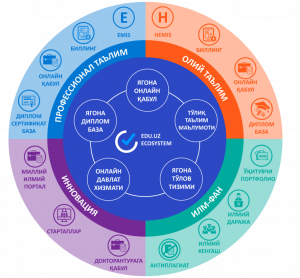 E
EMIS
БИЛЛИНГ
ОНЛАЙН
ҚАБУЛ
ДИПЛОМ
СЕРТИФИКАТ
БАЗА
ПРОФЕССИОНАЛ ТАЪЛИМ
H
HEMIS
БИЛЛИНГ
ОНЛАЙН
ҚАБУЛ
ДИПЛОМ
БАЗА
ОЛИЙ ТАЪЛИМ
ЯГОНА
ОНЛАЙН
ҚАБУЛ
ЯГОНА
ДИПЛОМ
БАЗА
ТЎЛИҚ
ТАЪЛИМ
МАЪЛУМОТИ
EDU.UZ
ECOSYSTEM
ОНЛАЙН
ДАВЛАТ
ХИЗМАТИ
ЯГОНА
ТЎЛОВ
ТИЗИМИ
МИЛЛИЙ
ИЛМИЙ
ПОРТАЛ
СТАРТАПЛАР
ДОКТОРАНТУРАГА
ҚАБУЛ
ИННОВАЦИЯ
ЎҚИТУВЧИ
ПОРТФОЛИО
ИЛМИЙ
ДАРАЖА
ИЛМИЙ
КЕНГАШ
АНТИПЛАГИАТ
ИЛМ-ФАН